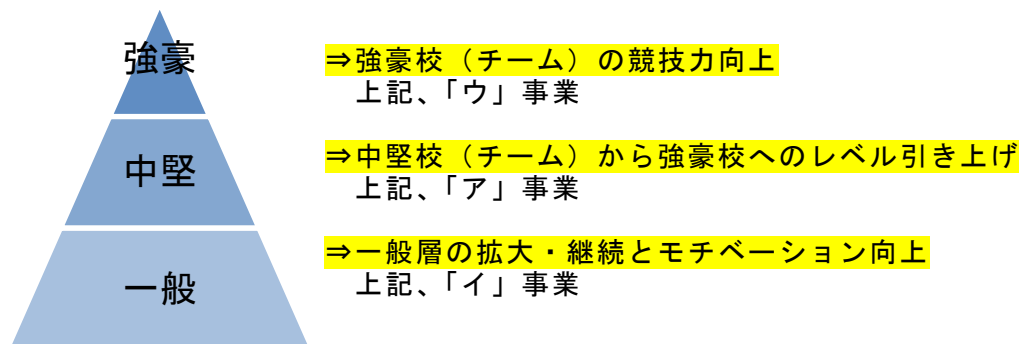 強豪
⇒強豪校（チーム）の競技力向上
上記、「ウ」事業
中堅
⇒中堅校（チーム）から強豪校へのレベル引き上げ
上記、「ア」事業
一般
⇒一般層の拡大・継続とモチベーション向上
上記、「イ」事業